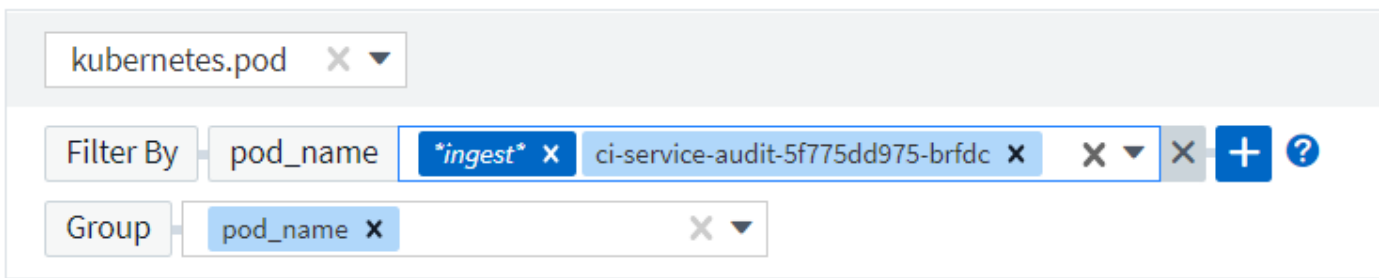 kubernetes.pod
Filter By pod_name *ingest* ci-service-audit-5f775dd975-brfdc
Group pod_name